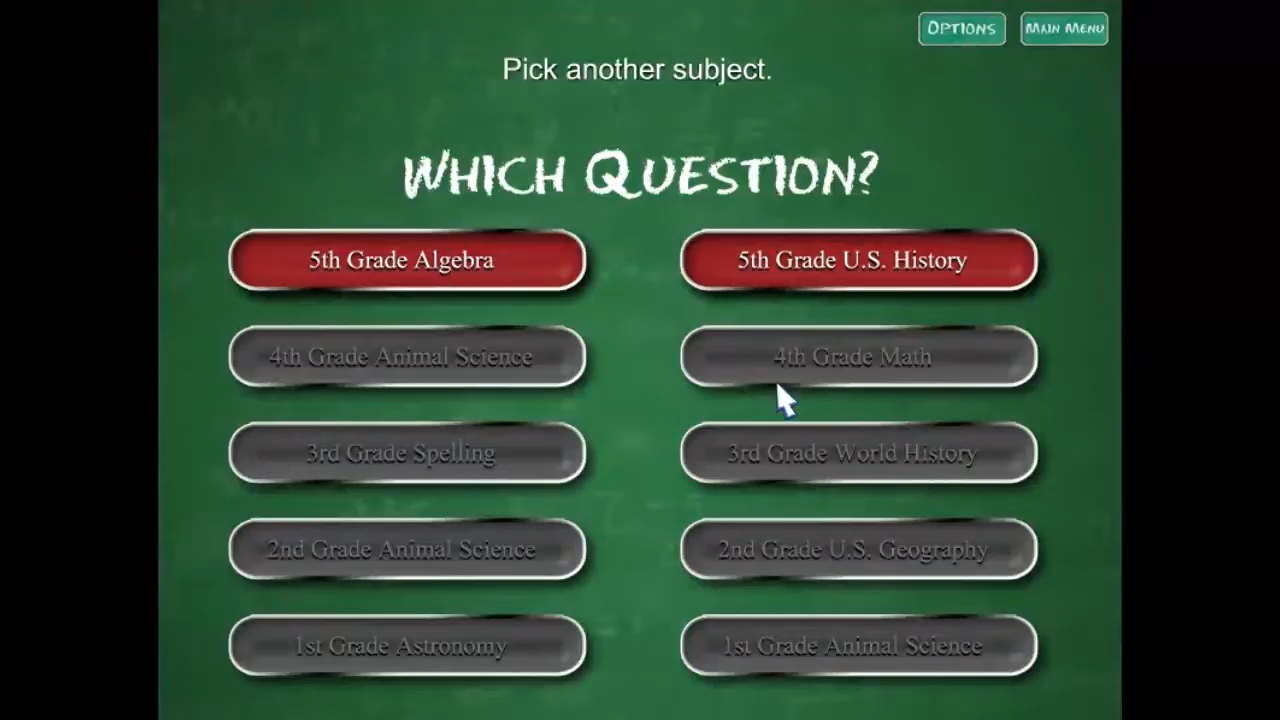 Options
Main Menu
Pick another subject.
Which Question?
5th Grade Algebra
5th Grade U.S. History
4th Grade Animal Science
4th Grade Math
3rd Grade Spelling
3rd Grade World History
2nd Grade Animal Science
2nd Grade U.S. Geography
1st Grade Astronomy
1st Grade Animal Science